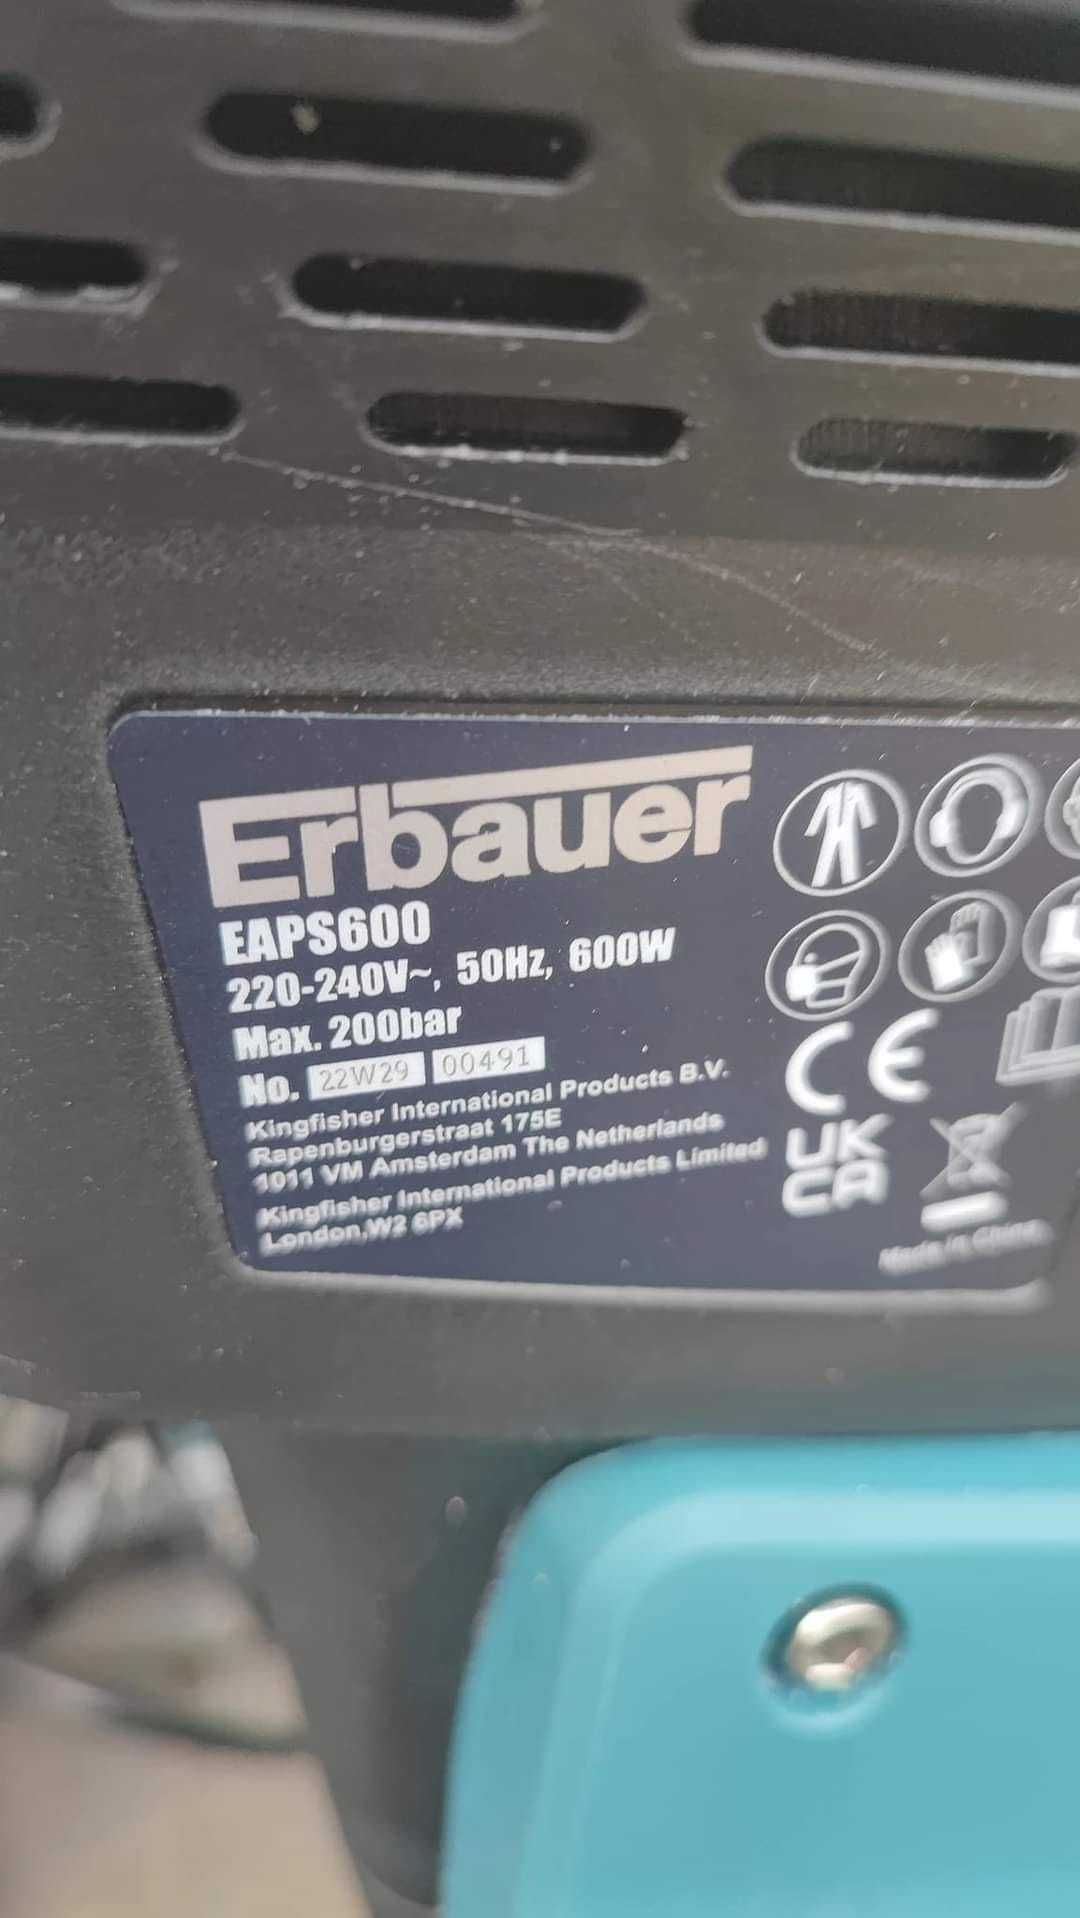 Erbauer
EAPS600
220-240V~, 50Hz, 600W
Max. 200bar
No. 22W29 00491
Kingfisher International Products B.V.
Rapenburgerstraat 175E
1011 VM Amsterdam The Netherlands
Kingfisher International Products Limited
London,W2 6PX
CE
UK
CA
Made in China